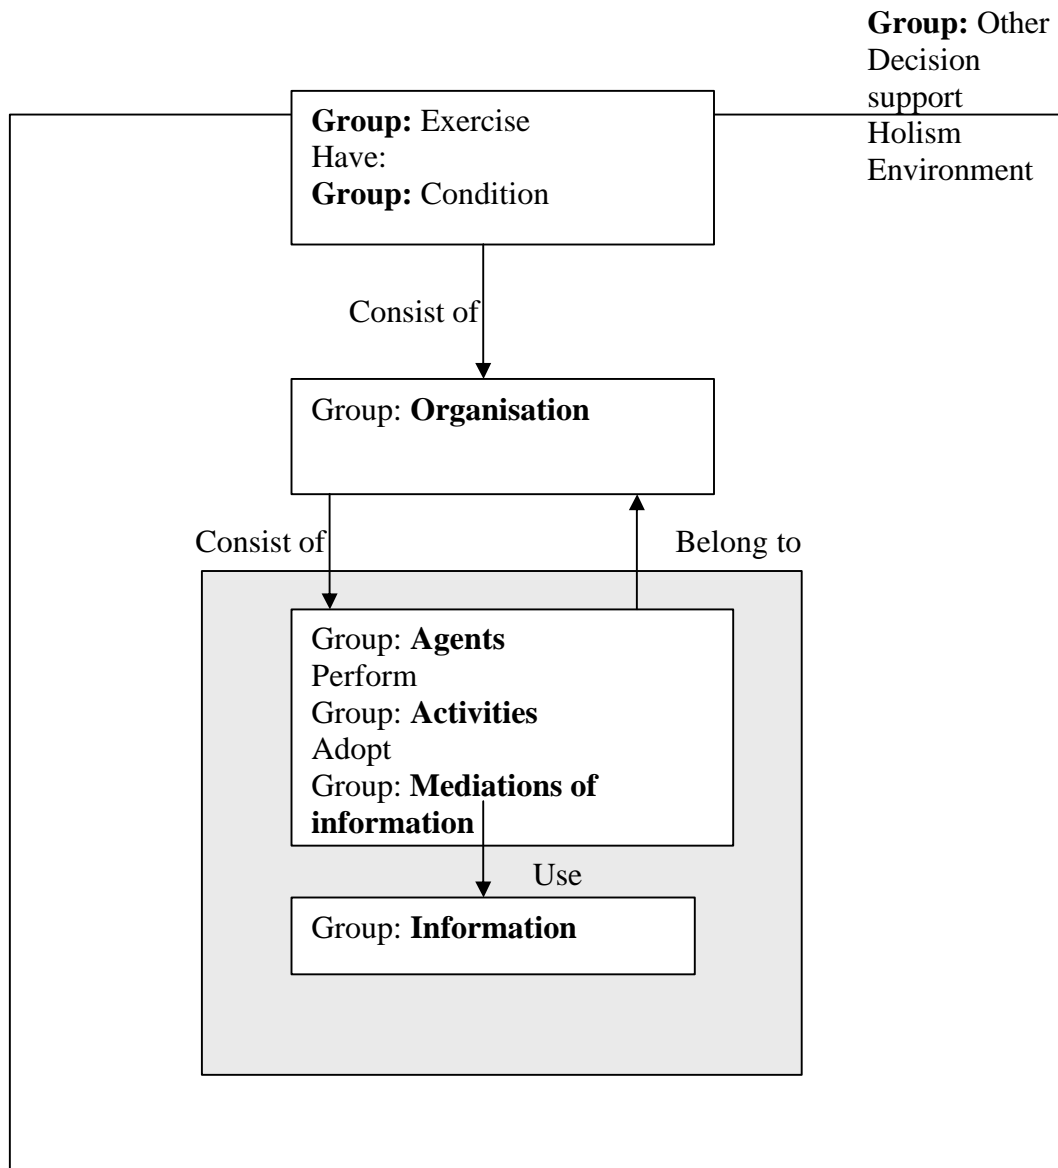 Group: Other
Decision
support
Holism
Environment
Group: Exercise
Have:
Group: Condition
Consist of
Group: Organisation
Consist of
Belong to
Group: Agents
Perform
Group: Activities
Adopt
Group: Mediations of
information
Use
Group: Information